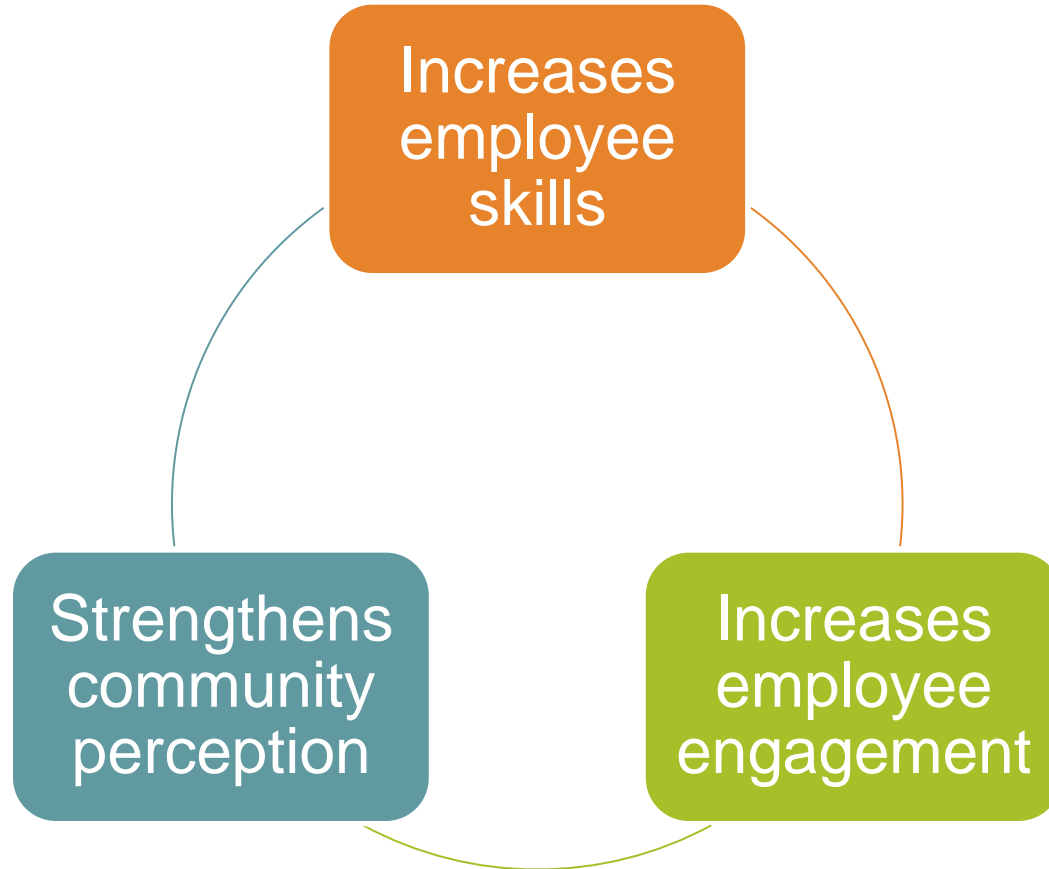 Increases
employee
skills
Increases
employee
engagement
Strengthens
community
perception